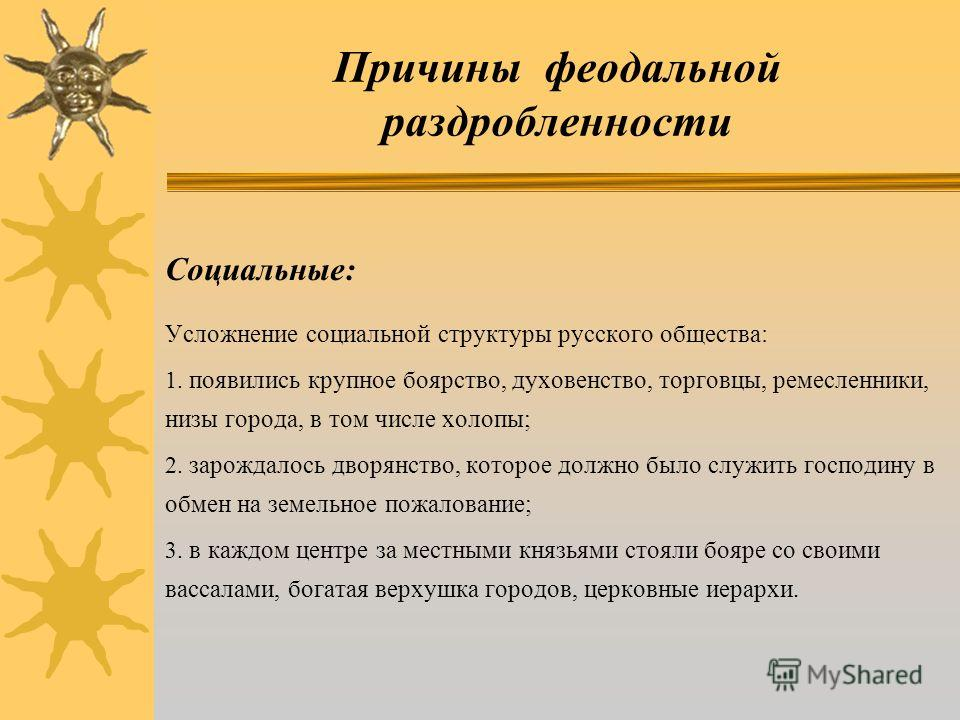 Причины феодальной
раздробленности
Социальные:
Усложнение социальной структуры русского общества:
1. появились крупное боярство, духовенство, торговцы, ремесленники,
низы города, в том числе холопы;
2. зарождалось дворянство, которое должно было служить господину в
обмен на земельное пожалование;
3. в каждом центре за местными князьями стояли бояре со своими
вассалами, богатая верхушка городов, церковные иерархи.
MyShared